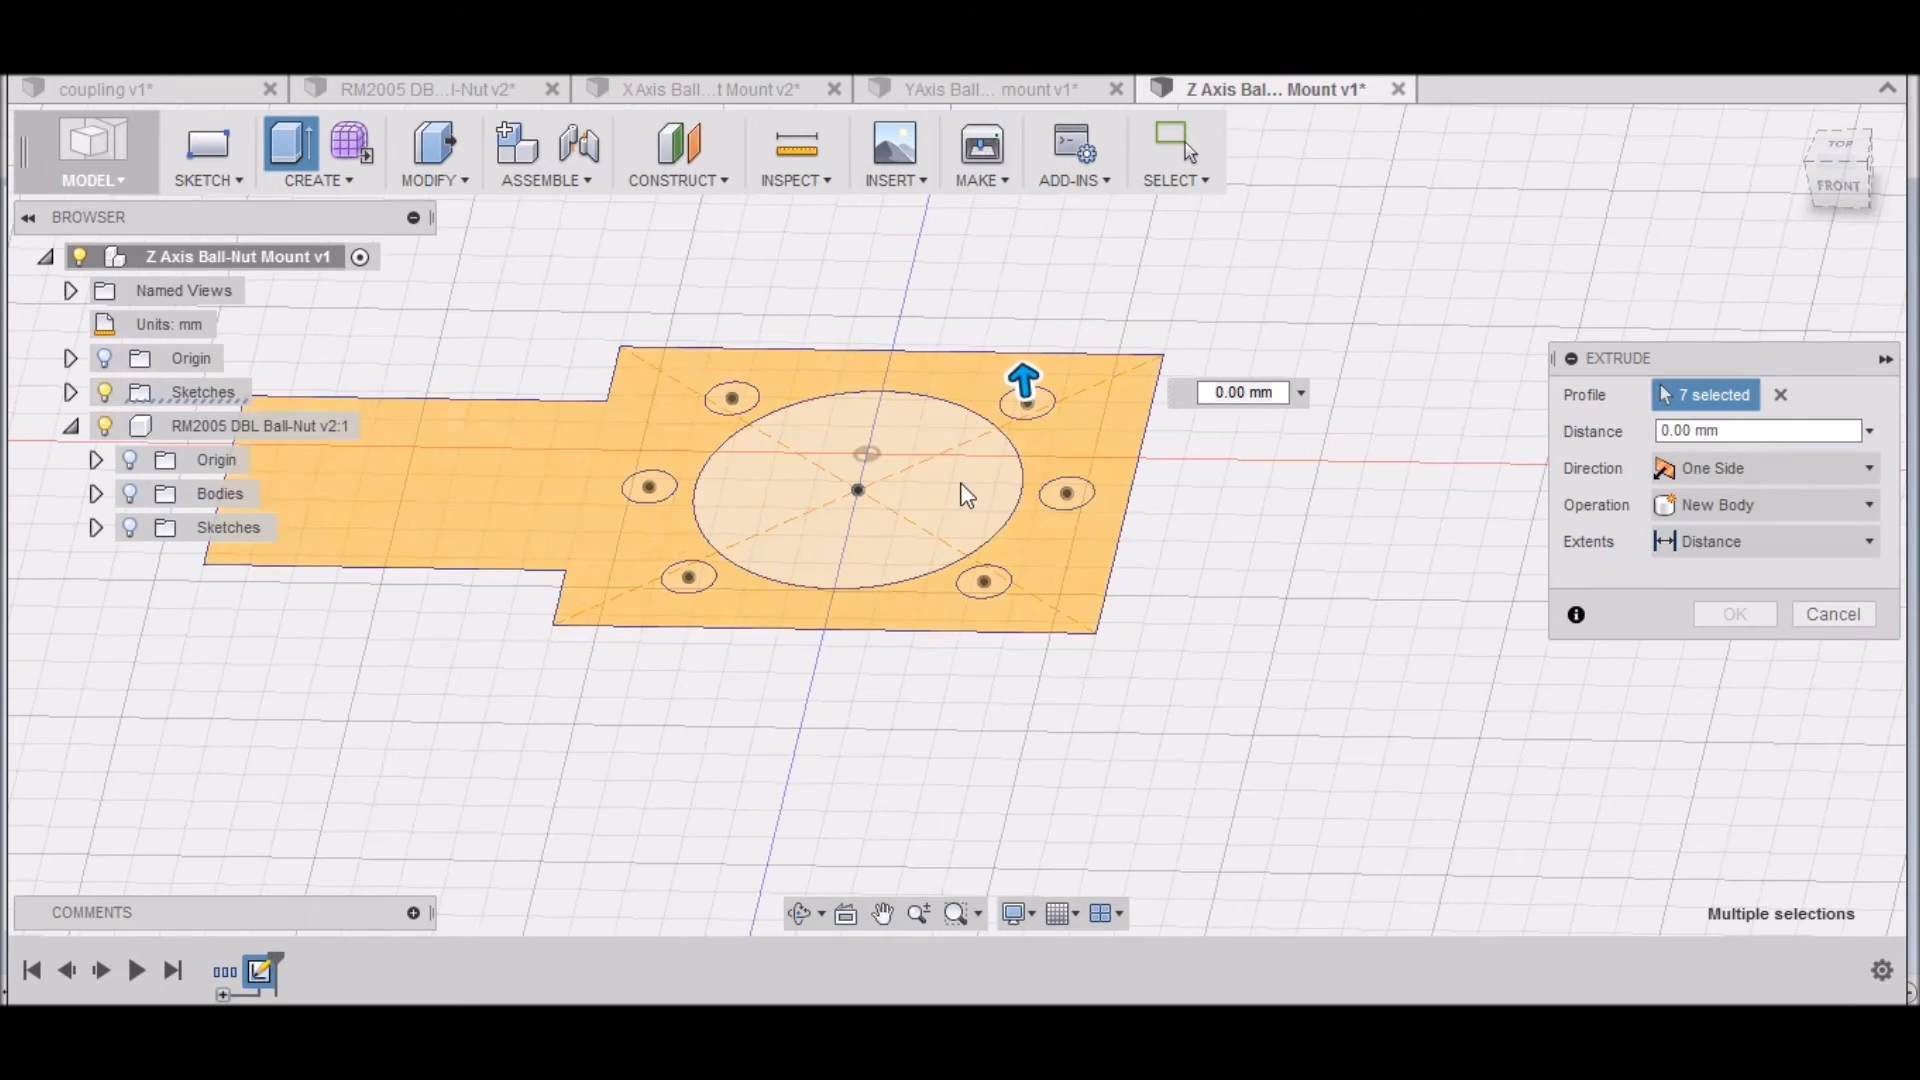 coupling v1*
RM2005 DB...l-Nut v2*
X Axis Ball...t Mount v2*
YAxis Ball... mount v1*
Z Axis Bal... Mount v1*
MODEL
SKETCH
CREATE
MODIFY
ASSEMBLE
CONSTRUCT
INSPECT
INSERT
MAKE
ADD-INS
SELECT
TOP
FRONT
BROWSER
Z Axis Ball-Nut Mount v1
Named Views
Units: mm
Origin
Sketches
RM2005 DBL Ball-Nut v2:1
Origin
Bodies
Sketches
0.00 mm
EXTRUDE
Profile
7 selected
Distance
0.00 mm
Direction
One Side
Operation
New Body
Extents
Distance
OK
Cancel
COMMENTS
Multiple selections